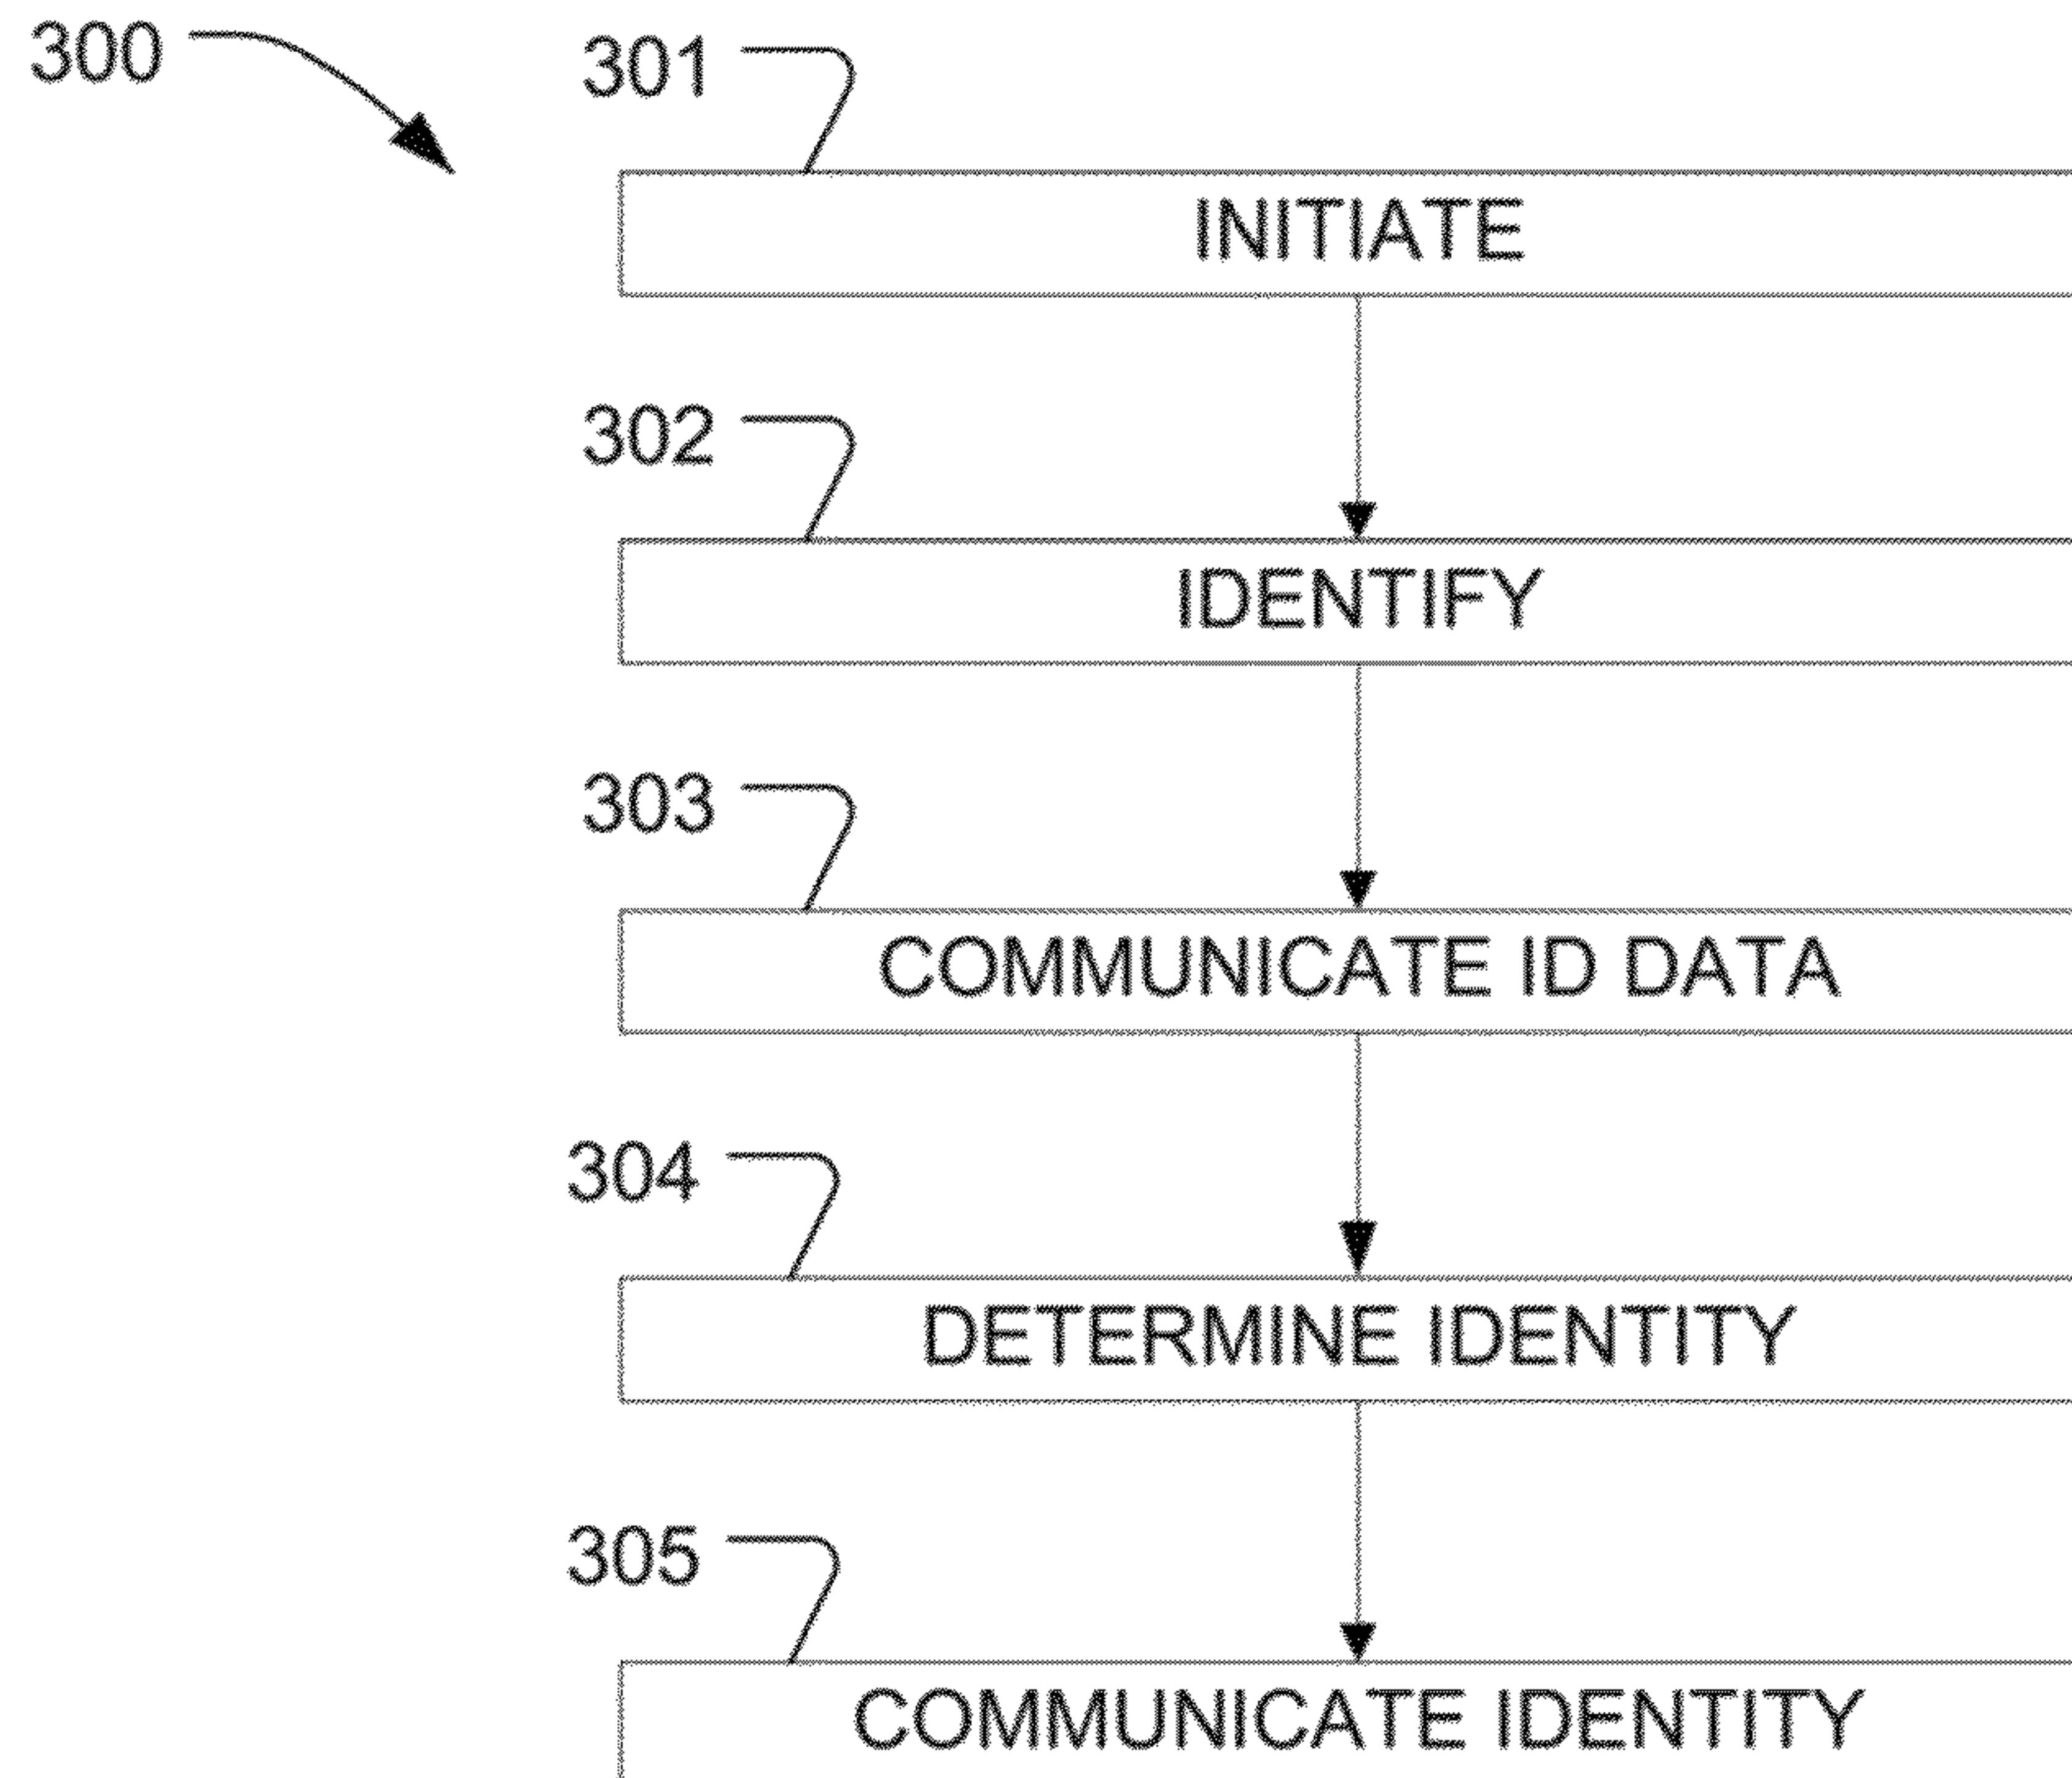 300
301
INITIATE
302
IDENTIFY
303
COMMUNICATE ID DATA
304
DETERMINE IDENTITY
305
COMMUNICATE IDENTITY